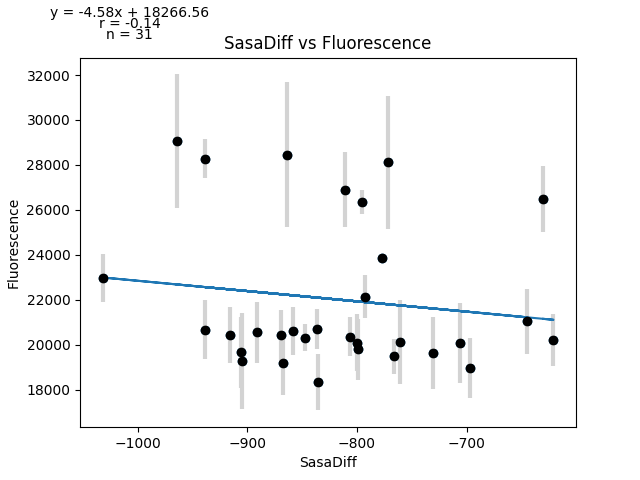 y = -4.58x + 18266.56
r = -0.14
n = 31
SasaDiff vs Fluorescence
32000
30000
28000
26000
24000
22000
20000
18000
Fluorescence
−1000
−900
−800
−700
SasaDiff